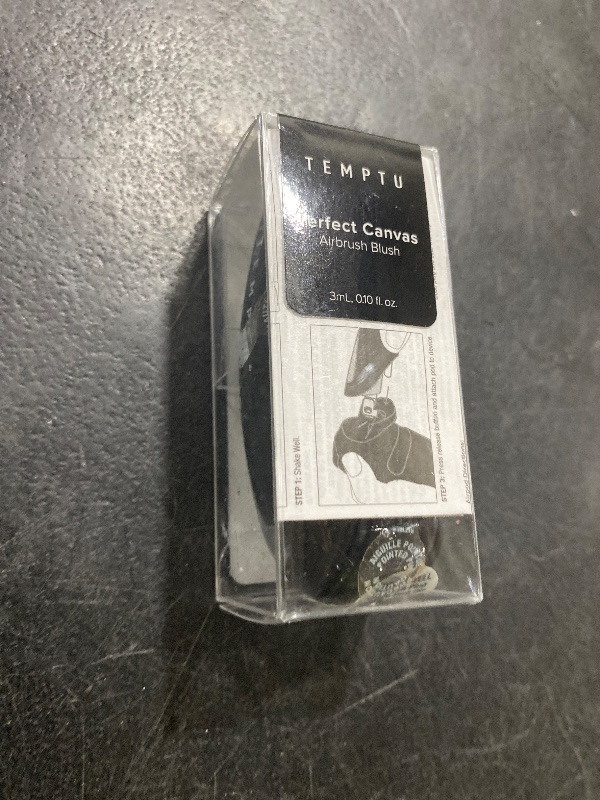 TEMPTU
erfect Canvas
Airbrush Blush
3mL, 0.10 fl. oz.
STEP 1: Shake Well.
STEP 3: Press release button and attach pod to device.
AIGUILLE